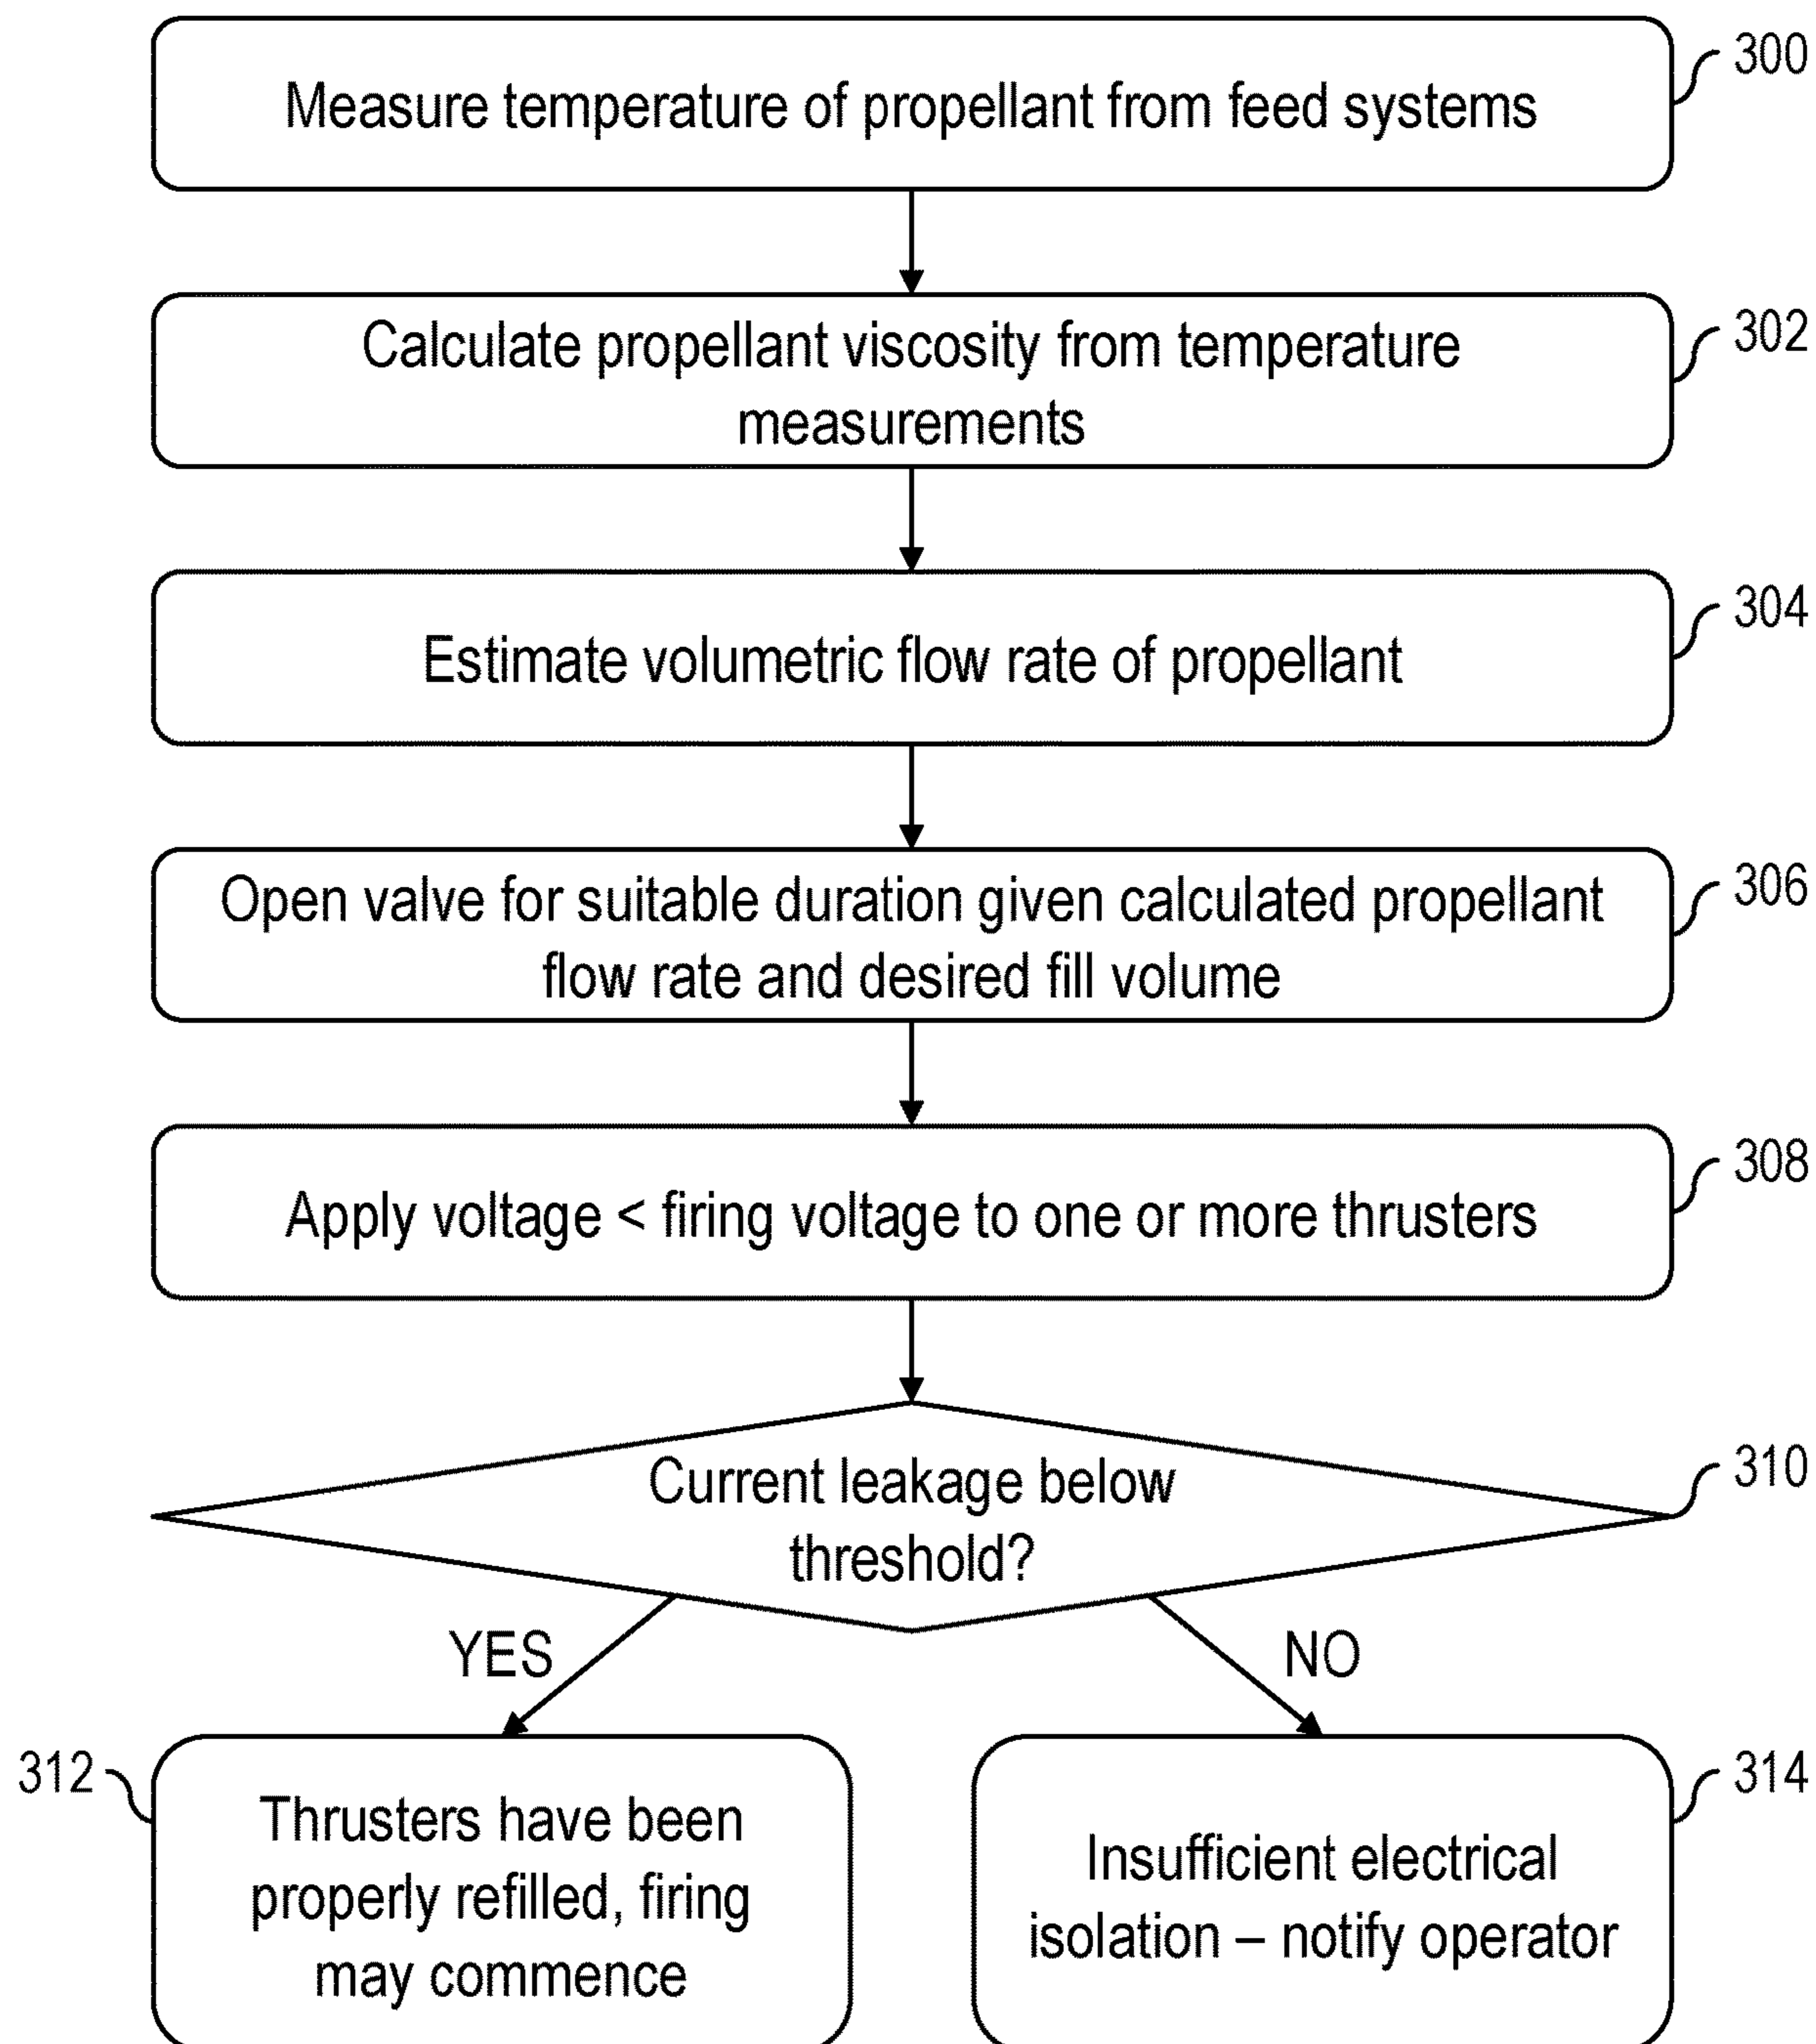 300
Measure temperature of propellant from feed systems
302
Calculate propellant viscosity from temperature
measurements
304
Estimate volumetric flow rate of propellant
306
Open valve for suitable duration given calculated propellant
flow rate and desired fill volume
308
Apply voltage < firing voltage to one or more thrusters
310
Current leakage below
threshold?
YES
NO
312
Thrusters have been
properly refilled, firing
may commence
314
Insufficient electrical
isolation – notify operator